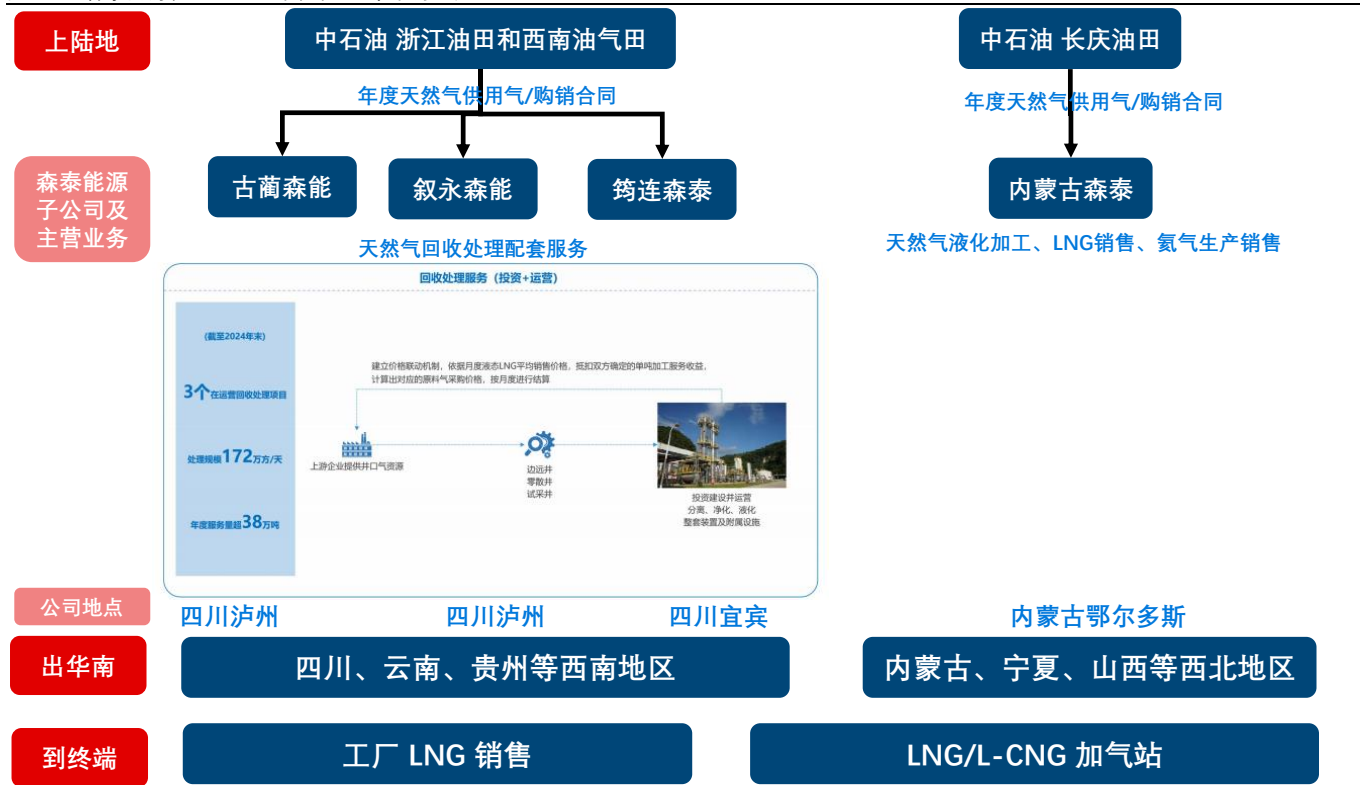 上陆地
中石油 浙江油田和西南油气田
中石油 长庆油田
年度天然气供用气/购销合同
年度天然气供用气/购销合同
森泰能源
子公司及
主营业务
古蔺森能
叙永森能
筠连森泰
内蒙古森泰
天然气回收处理配套服务
天然气液化加工、LNG销售、氦气生产销售
回收处理服务（投资+运营）
(截至2024年末)
3个在运营回收处理项目
处理规模172万方/天
年度服务量超38万吨
建立价格联动机制，依据月度液态LNG平均销售价格，抵扣双方确定的单吨加工服务收益，
计算出对应的原料气采购价格，按月度进行结算
上游企业提供井口气资源
边远井
零散井
试采井
投资建设并运营
分离、净化、液化
整套装置及附属设施
公司地点
四川泸州
四川泸州
四川宜宾
内蒙古鄂尔多斯
出华南
四川、云南、贵州等西南地区
内蒙古、宁夏、山西等西北地区
到终端
工厂 LNG 销售
LNG/L-CNG 加气站